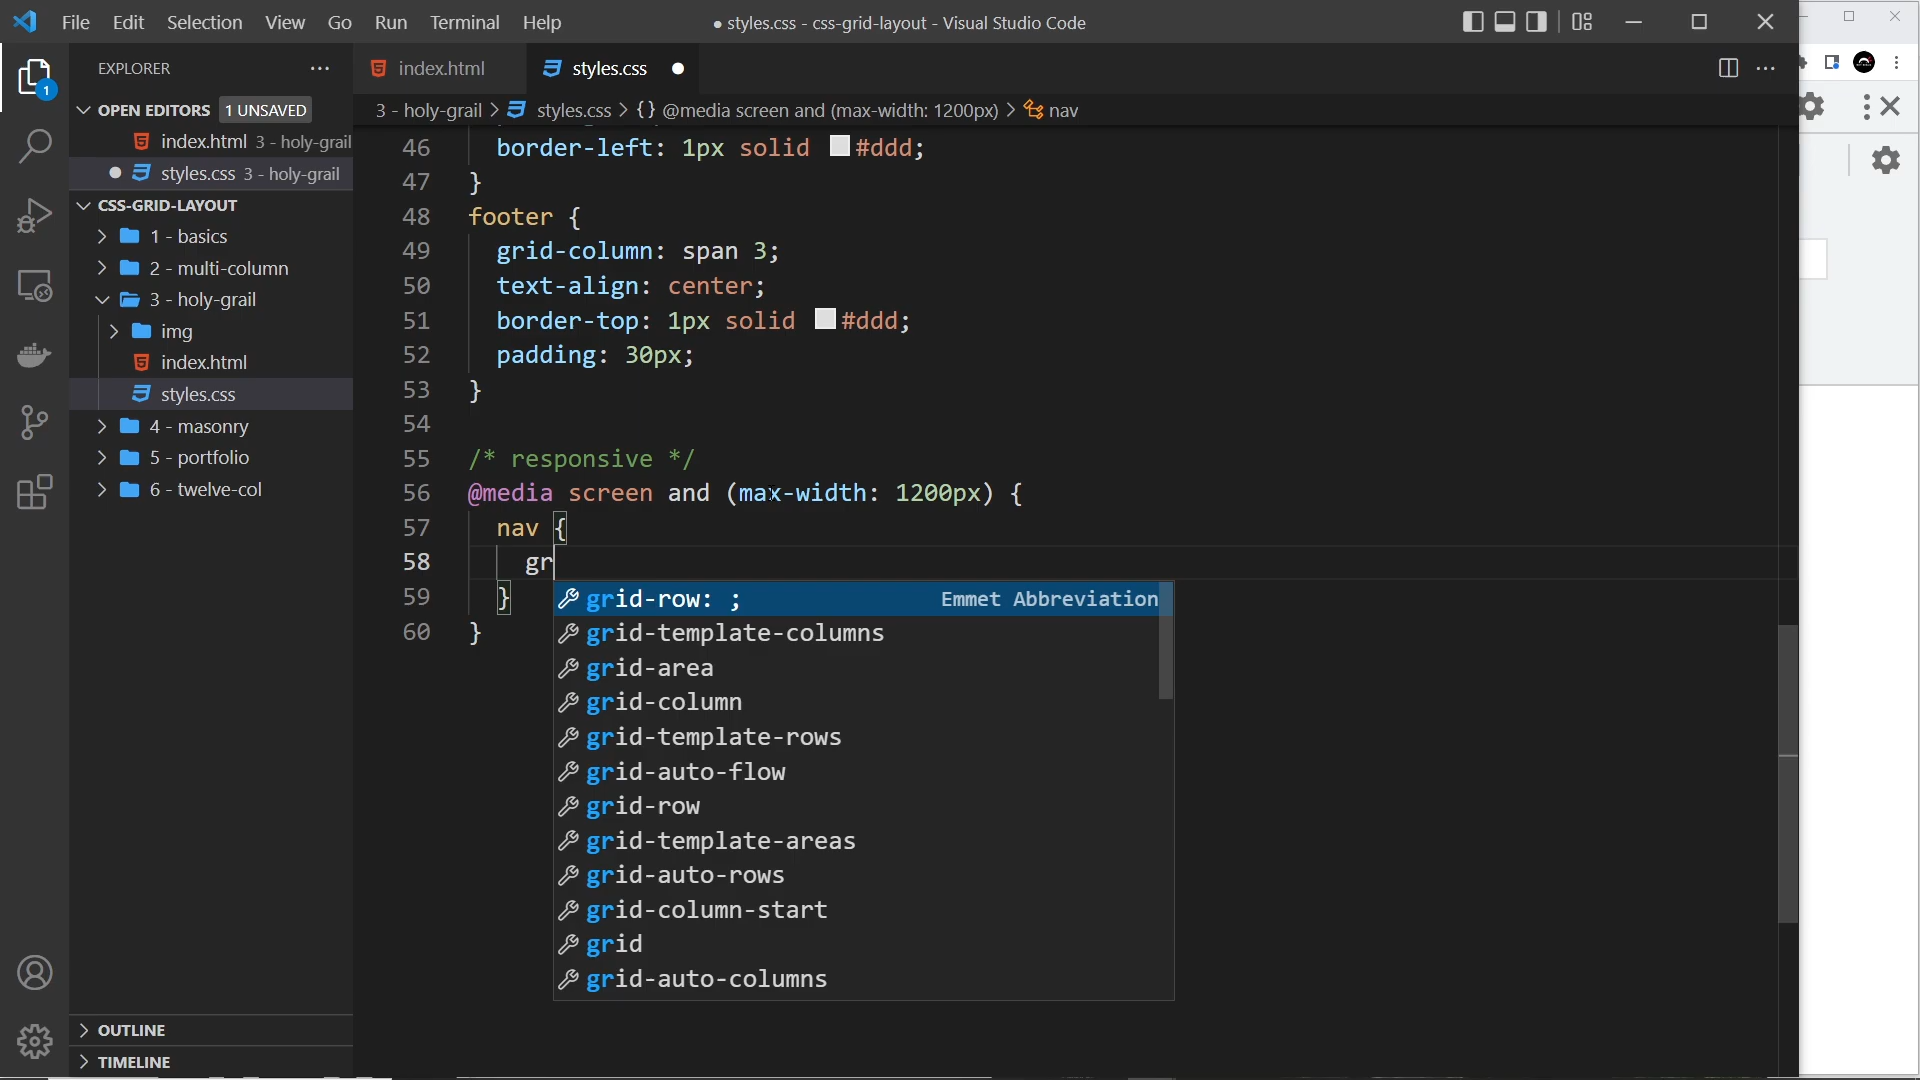 File Edit Selection View Go Run Terminal Help
● styles.css - css-grid-layout - Visual Studio Code
EXPLORER
index.html
styles.css
OPEN EDITORS 1 UNSAVED
1
3 - holy-grail > styles.css > {} @media screen and (max-width: 1200px) > nav
index.html 3 - holy-grail
styles.css 3 - holy-grail
CSS-GRID-LAYOUT
1 - basics
2 - multi-column
3 - holy-grail
img
index.html
styles.css
4 - masonry
5 - portfolio
6 - twelve-col
OUTLINE
TIMELINE
46 border-left: 1px solid #ddd;
47 }
48 footer {
49 grid-column: span 3;
50 text-align: center;
51 border-top: 1px solid #ddd;
52 padding: 30px;
53 }
54
55 /* responsive */
56 @media screen and (max-width: 1200px) {
57 nav {
58 gr
59 }
60 }
grid-row: ; Emmet Abbreviation
grid-template-columns
grid-area
grid-column
grid-template-rows
grid-auto-flow
grid-row
grid-template-areas
grid-auto-rows
grid-column-start
grid
grid-auto-columns